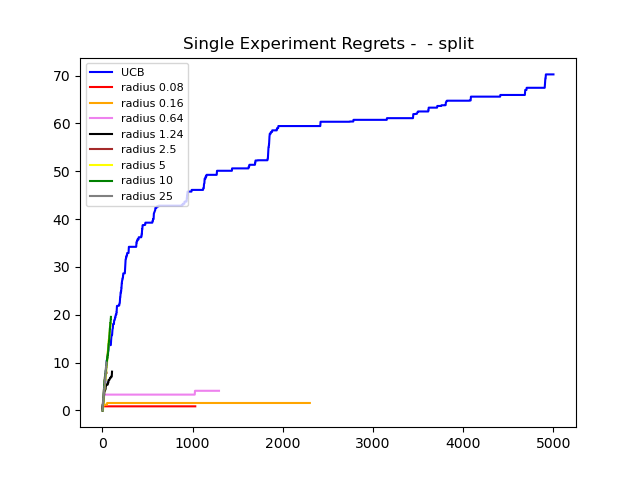 Single Experiment Regrets -  - split
70
60
50
40
30
20
10
0
UCB
radius 0.08
radius 0.16
radius 0.64
radius 1.24
radius 2.5
radius 5
radius 10
radius 25
0 1000 2000 3000 4000 5000